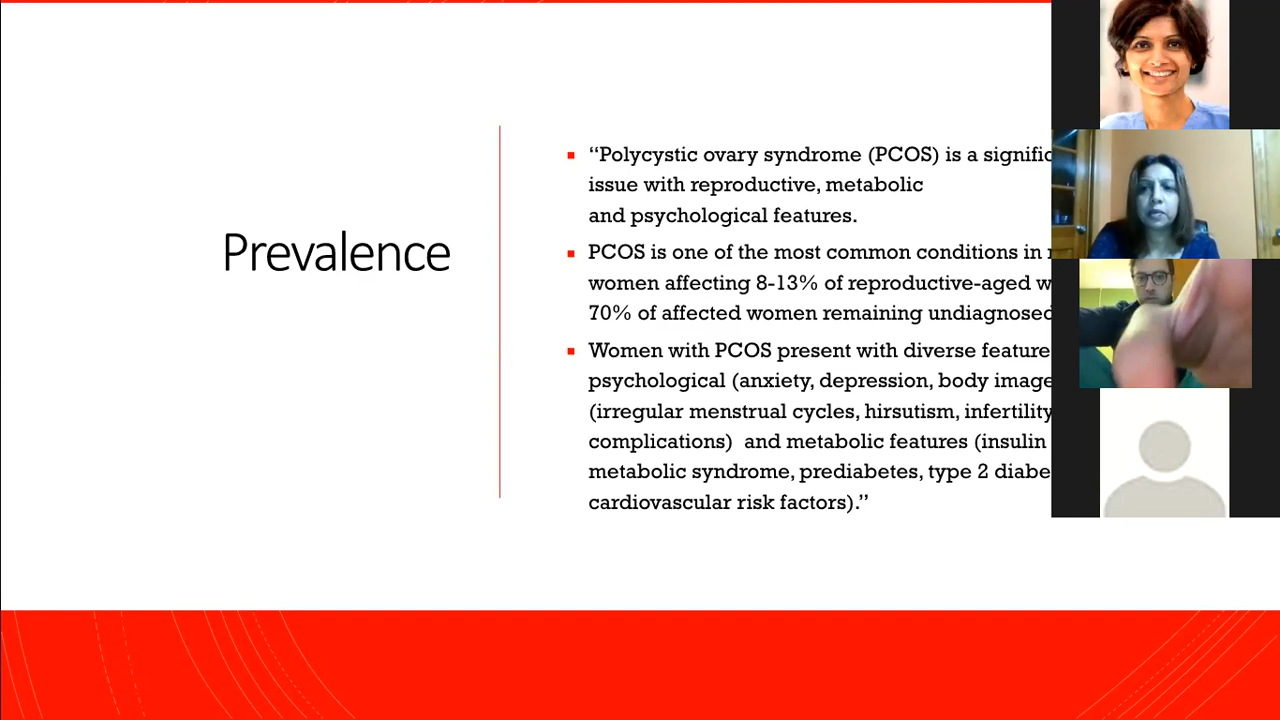 Prevalence
“Polycystic ovary syndrome (PCOS) is a
issue with reproductive, metabolic
and psychological features.
PCOS is one of the most common conditions in
women affecting 8-13% of reproductive-aged
70% of affected women remaining undiagnosed
Women with PCOS present with diverse
psychological (anxiety, depression, body image
(irregular menstrual cycles, hirsutism, infertility
complications) and metabolic features (insulin
metabolic syndrome, prediabetes, type 2
cardiovascular risk factors).”